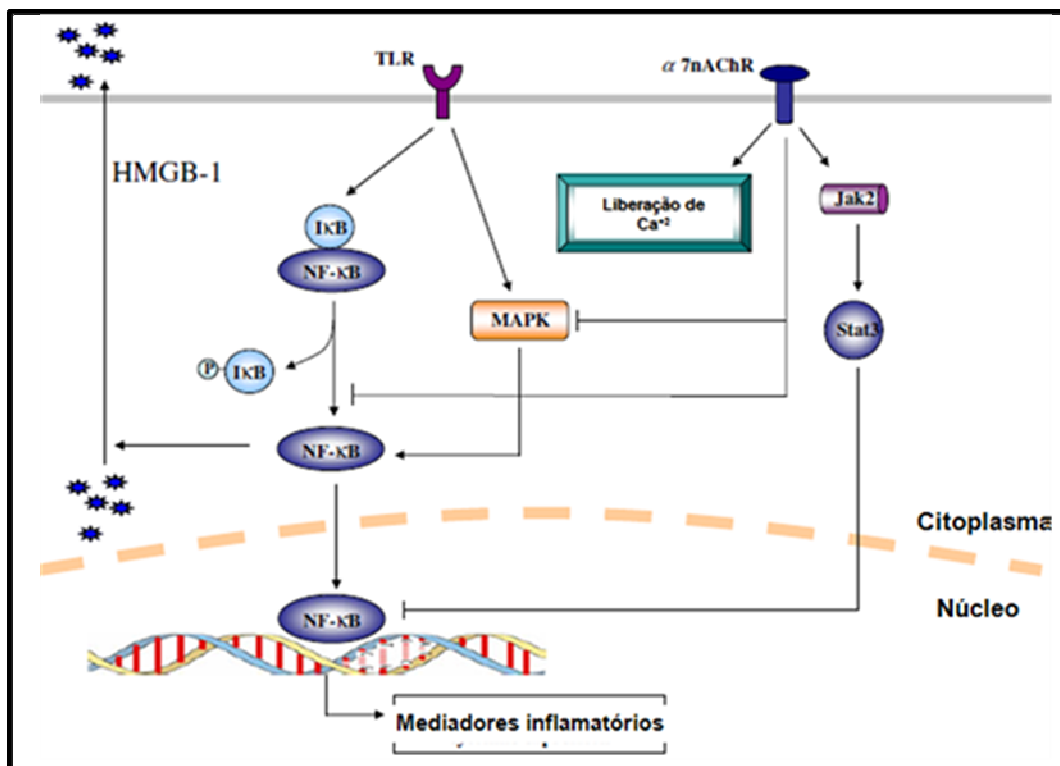 TLR
α 7nAChR
HMGB-1
IκB
NF-κB
Liberação de
Ca⁺²
Jak2
MAPK
Stat3
P
IκB
NF-κB
Citoplasma
Núcleo
NF-κB
Mediadores inflamatórios